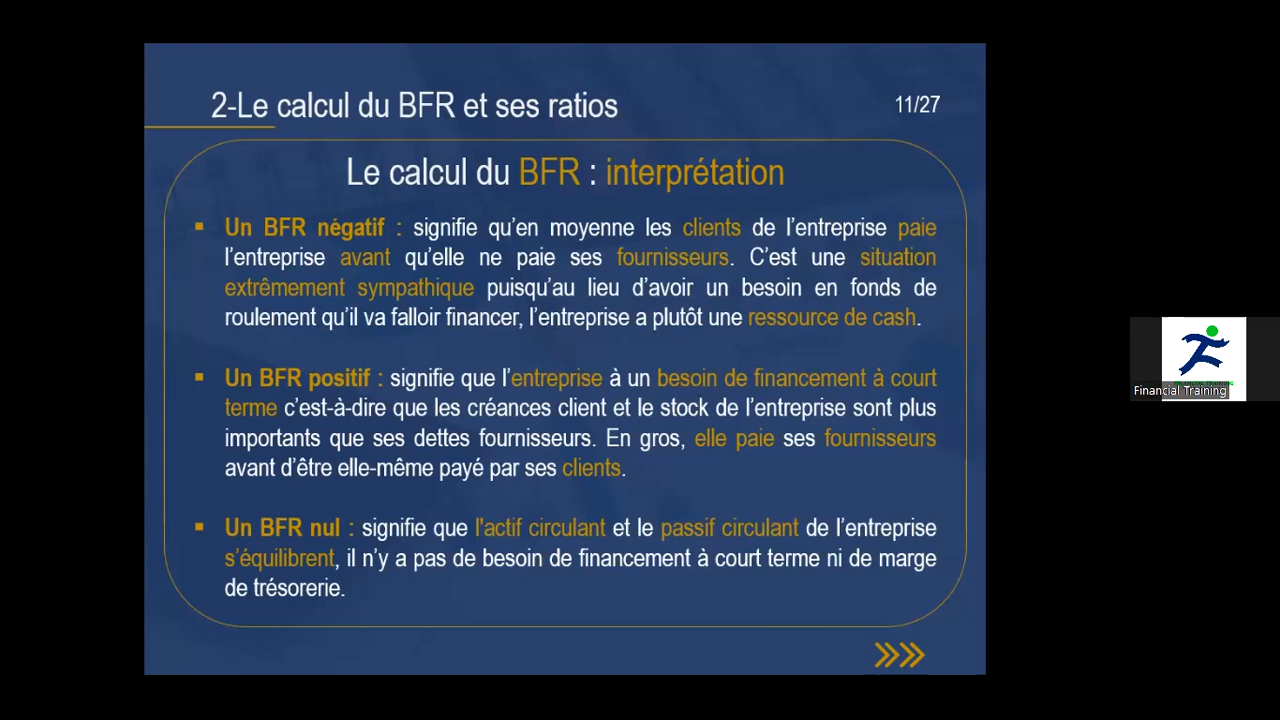 2-Le calcul du BFR et ses ratios
11/27
Le calcul du BFR : interprétation
▪ Un BFR négatif : signifie qu’en moyenne les clients de l’entreprise paie
l’entreprise avant qu’elle ne paie ses fournisseurs. C’est une situation
extrêmement sympathique puisqu’au lieu d’avoir un besoin en fonds de
roulement qu’il va falloir financer, l’entreprise a plutôt une ressource de cash.
▪ Un BFR positif : signifie que l’entreprise à un besoin de financement à court
terme c’est-à-dire que les créances client et le stock de l’entreprise sont plus
importants que ses dettes fournisseurs. En gros, elle paie ses fournisseurs
avant d’être elle-même payé par ses clients.
▪ Un BFR nul : signifie que l'actif circulant et le passif circulant de l’entreprise
s’équilibrent, il n’y a pas de besoin de financement à court terme ni de marge
de trésorerie.
Financial Training